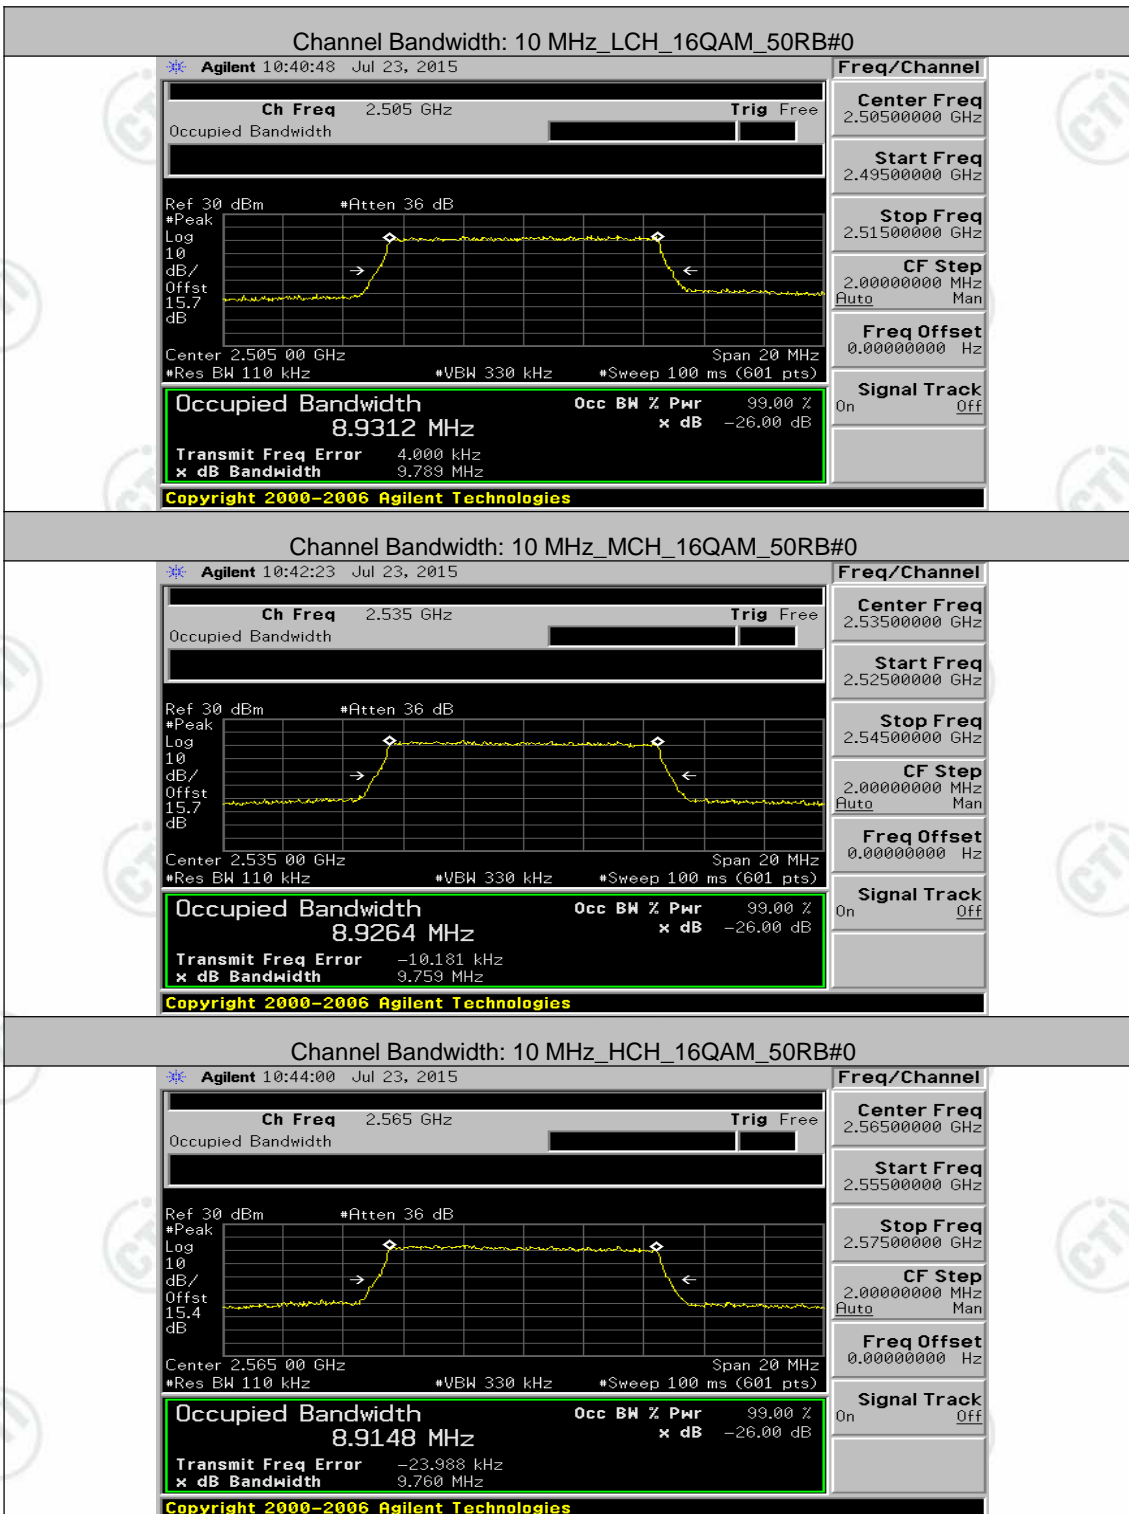 Channel Bandwidth: 10 MHz_LCH_16QAM_50RB#0
Agilent 10:40:48 Jul 23, 2015 Freq/Channel
Ch Freq 2.505 GHz Trig Free
Occupied Bandwidth
Center Freq
2.50500000 GHz
Start Freq
2.49500000 GHz
Stop Freq
2.51500000 GHz
CF Step
2.00000000 MHz
Auto Man
Freq Offset
0.00000000 Hz
Signal Track
On Off
Ref 30 dBm #Atten 36 dB
#Peak
Log
10
dB/
Offst
15.7
dB
Center 2.505 00 GHz Span 20 MHz
#Res BW 110 kHz #VBW 330 kHz #Sweep 100 ms (601 pts)
Occupied Bandwidth Occ BW % Pwr 99.00 %
8.9312 MHz x dB -26.00 dB
Transmit Freq Error 4.000 kHz
x dB Bandwidth 9.789 MHz
Copyright 2000-2006 Agilent Technologies
Channel Bandwidth: 10 MHz_MCH_16QAM_50RB#0
Agilent 10:42:23 Jul 23, 2015 Freq/Channel
Ch Freq 2.535 GHz Trig Free
Occupied Bandwidth
Center Freq
2.53500000 GHz
Start Freq
2.52500000 GHz
Stop Freq
2.54500000 GHz
CF Step
2.00000000 MHz
Auto Man
Freq Offset
0.00000000 Hz
Signal Track
On Off
Ref 30 dBm #Atten 36 dB
#Peak
Log
10
dB/
Offst
15.7
dB
Center 2.535 00 GHz Span 20 MHz
#Res BW 110 kHz #VBW 330 kHz #Sweep 100 ms (601 pts)
Occupied Bandwidth Occ BW % Pwr 99.00 %
8.9264 MHz x dB -26.00 dB
Transmit Freq Error -10.181 kHz
x dB Bandwidth 9.759 MHz
Copyright 2000-2006 Agilent Technologies
Channel Bandwidth: 10 MHz_HCH_16QAM_50RB#0
Agilent 10:44:00 Jul 23, 2015 Freq/Channel
Ch Freq 2.565 GHz Trig Free
Occupied Bandwidth
Center Freq
2.56500000 GHz
Start Freq
2.55500000 GHz
Stop Freq
2.57500000 GHz
CF Step
2.00000000 MHz
Auto Man
Freq Offset
0.00000000 Hz
Signal Track
On Off
Ref 30 dBm #Atten 36 dB
#Peak
Log
10
dB/
Offst
15.4
dB
Center 2.565 00 GHz Span 20 MHz
#Res BW 110 kHz #VBW 330 kHz #Sweep 100 ms (601 pts)
Occupied Bandwidth Occ BW % Pwr 99.00 %
8.9148 MHz x dB -26.00 dB
Transmit Freq Error -23.988 kHz
x dB Bandwidth 9.760 MHz
Copyright 2000-2006 Agilent Technologies
CTI
CTI
CTI
CTI
CTI
CTI
CTI
CTI